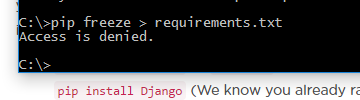 C:\>pip freeze > requirements.txt
Access is denied.
C:\>
pip install Django (We know you already ra